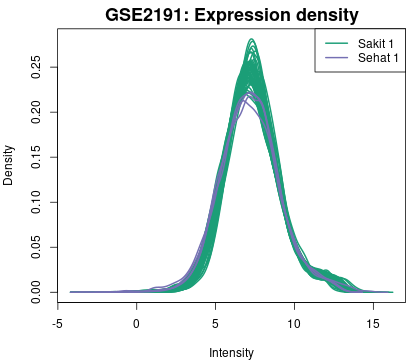 GSE2191: Expression density
Sakit 1
Sehat 1
Density
0.25
0.20
0.15
0.10
0.05
0.00
-5 0 5 10 15
Intensity